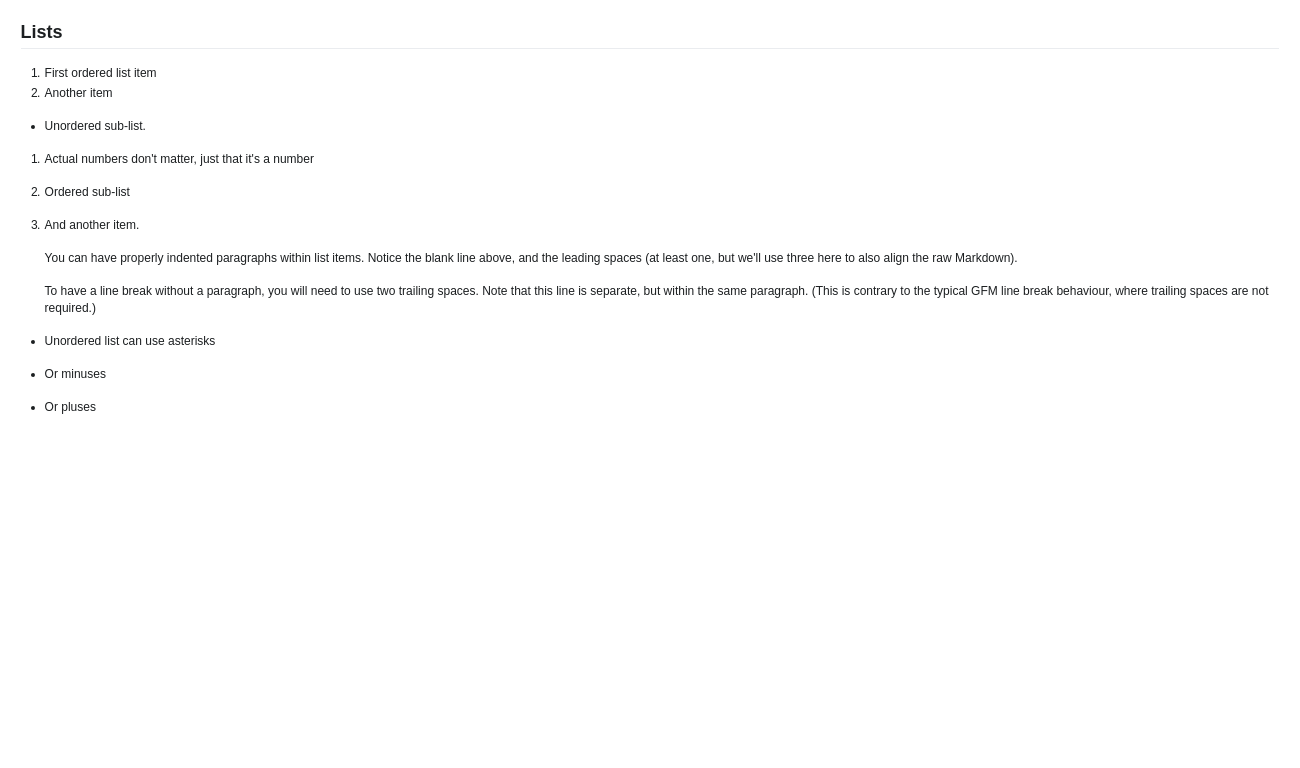 Lists
1. First ordered list item
2. Another item
• Unordered sub-list.
1. Actual numbers don't matter, just that it's a number
2. Ordered sub-list
3. And another item.
You can have properly indented paragraphs within list items. Notice the blank line above, and the leading spaces (at least one, but we'll use three here to also align the raw Markdown).
To have a line break without a paragraph, you will need to use two trailing spaces. Note that this line is separate, but within the same paragraph. (This is contrary to the typical GFM line break behaviour, where trailing spaces are not
required.)
• Unordered list can use asterisks
• Or minuses
• Or pluses